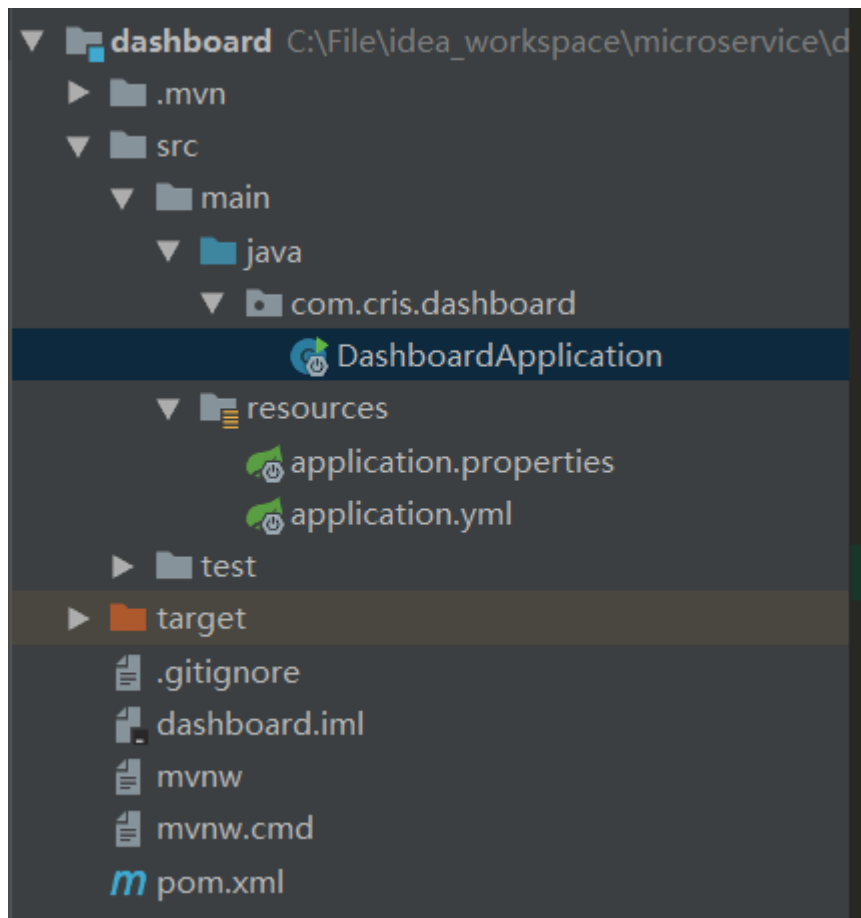 dashboard C:\File\idea_workspace\microservice\d
.mvn
src
main
java
com.cris.dashboard
DashboardApplication
resources
application.properties
application.yml
test
target
.gitignore
dashboard.iml
mvnw
mvnw.cmd
pom.xml